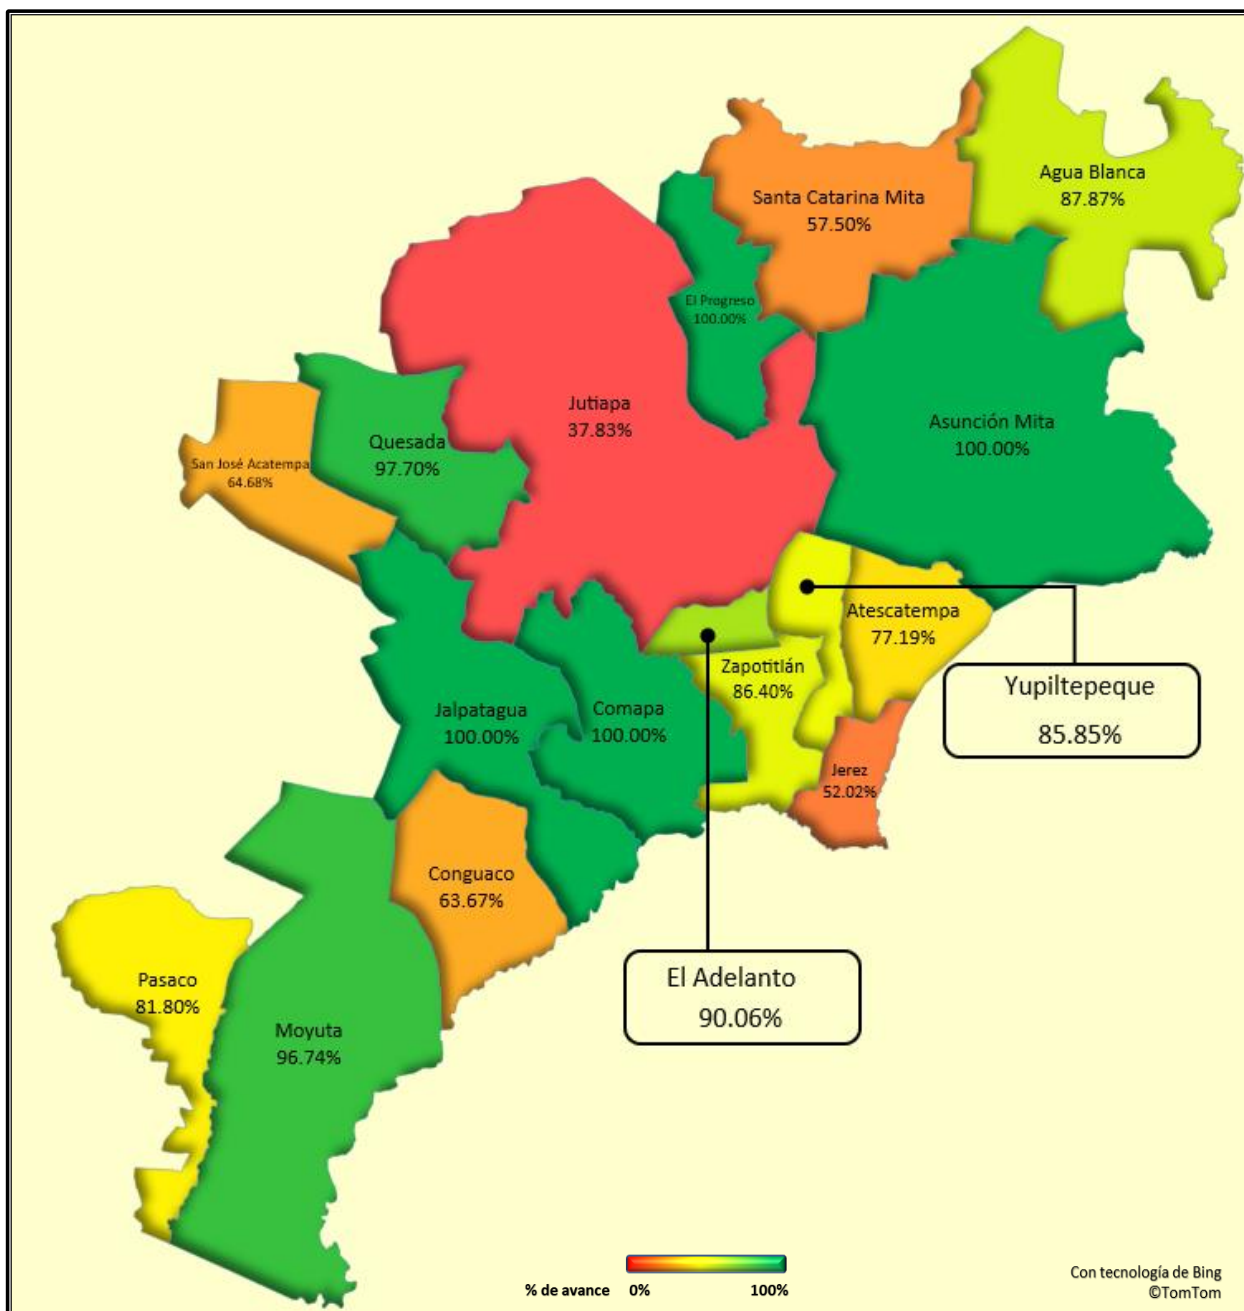 Agua Blanca
87.87%
Santa Catarina Mita
57.50%
El Progreso
100.00%
Jutiapa
37.83%
Asunción Mita
100.00%
Quesada
97.70%
San José Acatempa
64.68%
Atescatempa
77.19%
Zapotitlán
86.40%
Yupiltepeque
85.85%
Jalpatagua
100.00%
Comapa
100.00%
Jerez
52.02%
Conguaco
63.67%
El Adelanto
90.06%
Pasaco
81.80%
Moyuta
96.74%
% de avance 0% 100%
Con tecnología de Bing
©TomTom